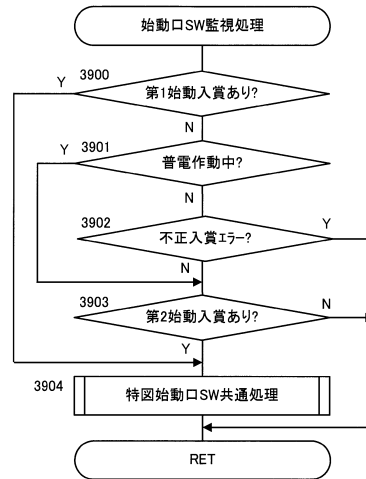 始動口SW監視処理
3900
Y
第1始動入賞あり?
N
3901
Y
普電作動中?
N
3902
不正入賞エラー?
Y
N
3903
第2始動入賞あり?
N
Y
3904
特図始動口SW共通処理
RET